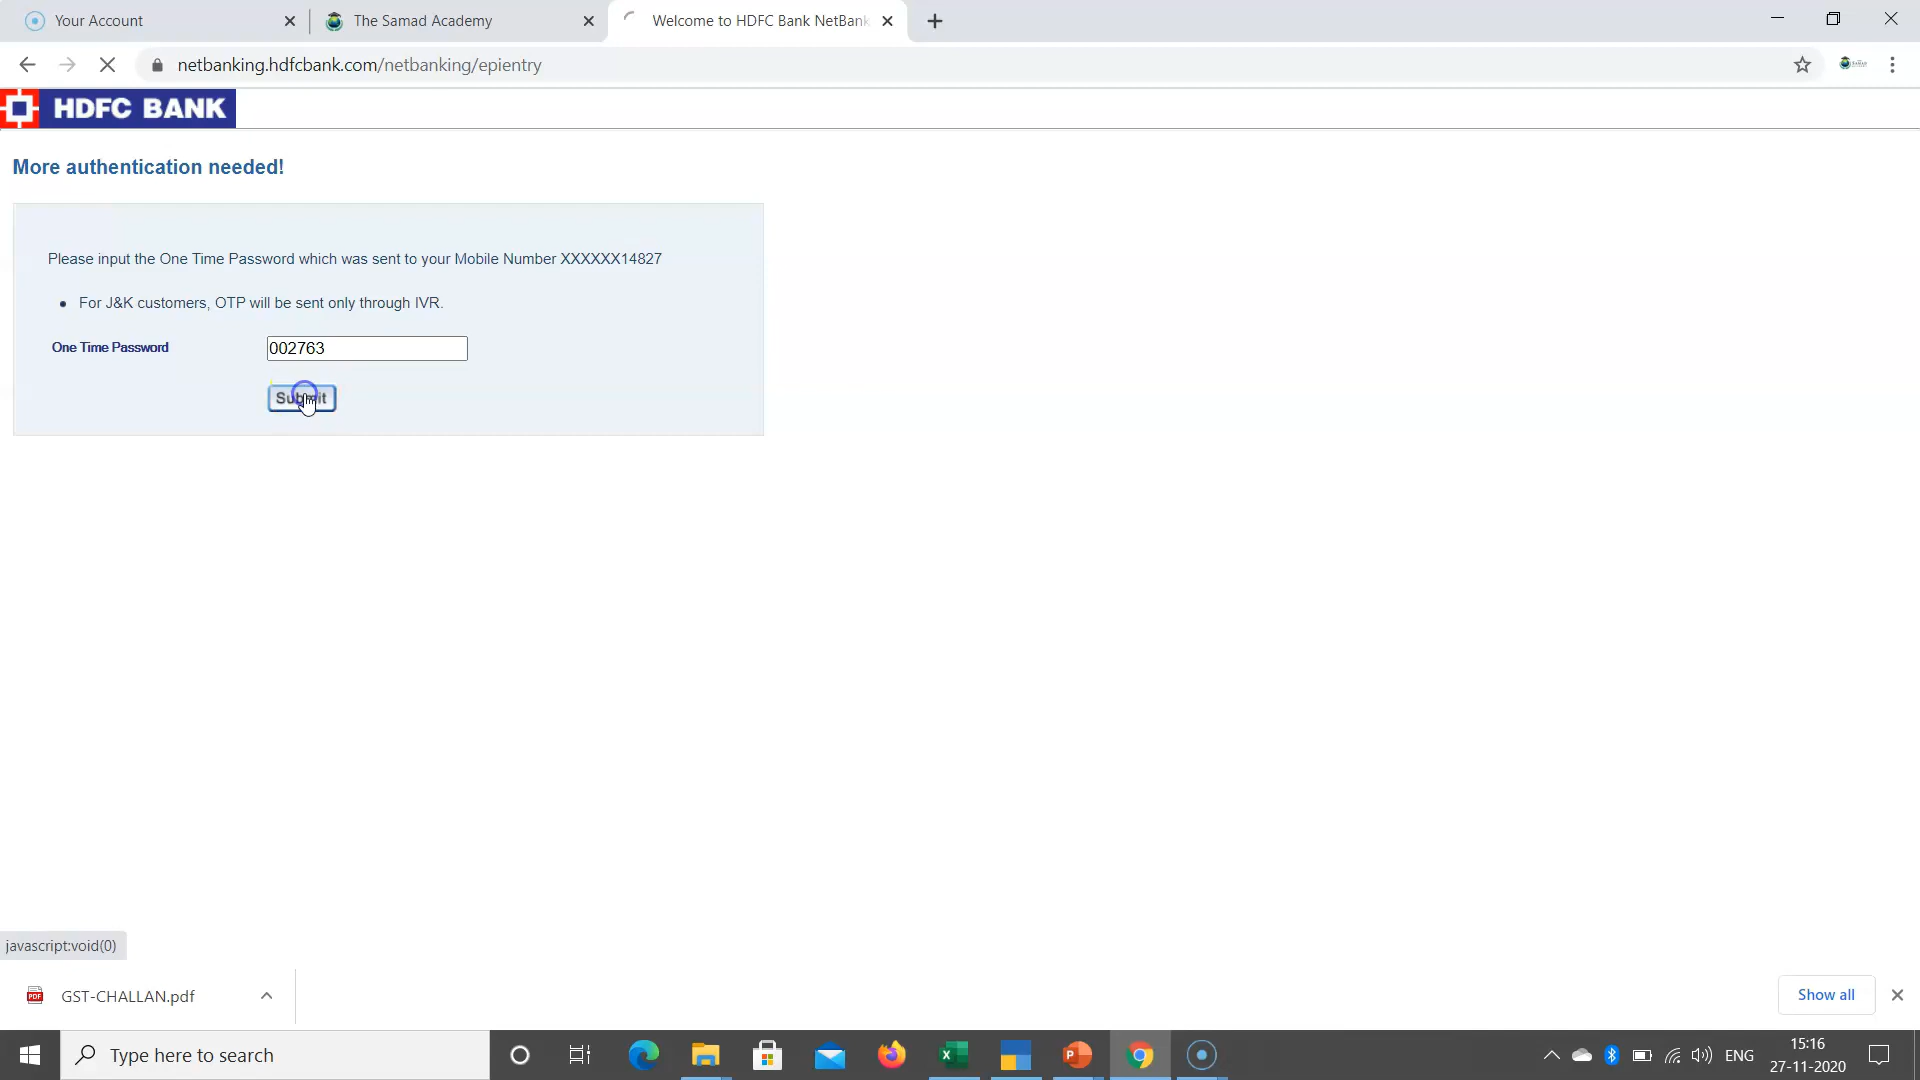 Your Account
The Samad Academy
Welcome to HDFC Bank NetBank
netbanking.hdfcbank.com/netbanking/epientry
HDFC BANK
More authentication needed!
Please input the One Time Password which was sent to your Mobile Number XXXXXX14827
For J&K customers, OTP will be sent only through IVR.
One Time Password
002763
Submit
javascript:void(0)
GST-CHALLAN.pdf
Show all
Type here to search
ENG
15:16
27-11-2020